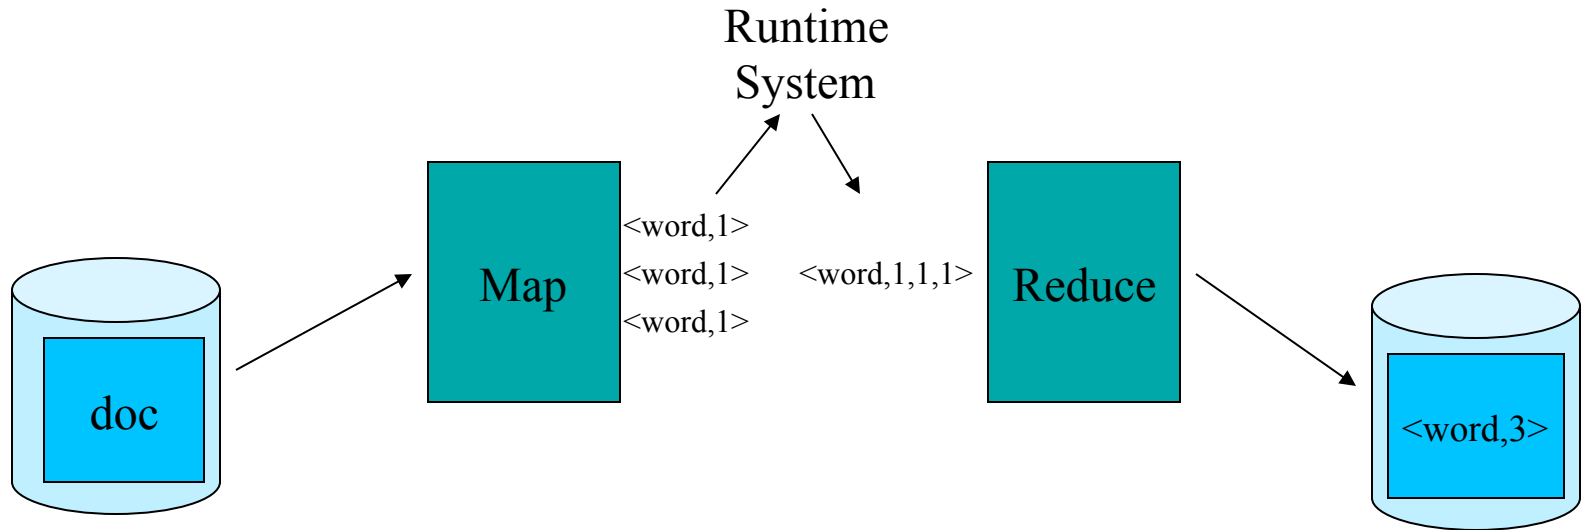 Runtime
System
<word,1>
Map
<word,1>
<word,1>
<word,1,1,1>
Reduce
doc
<word,3>